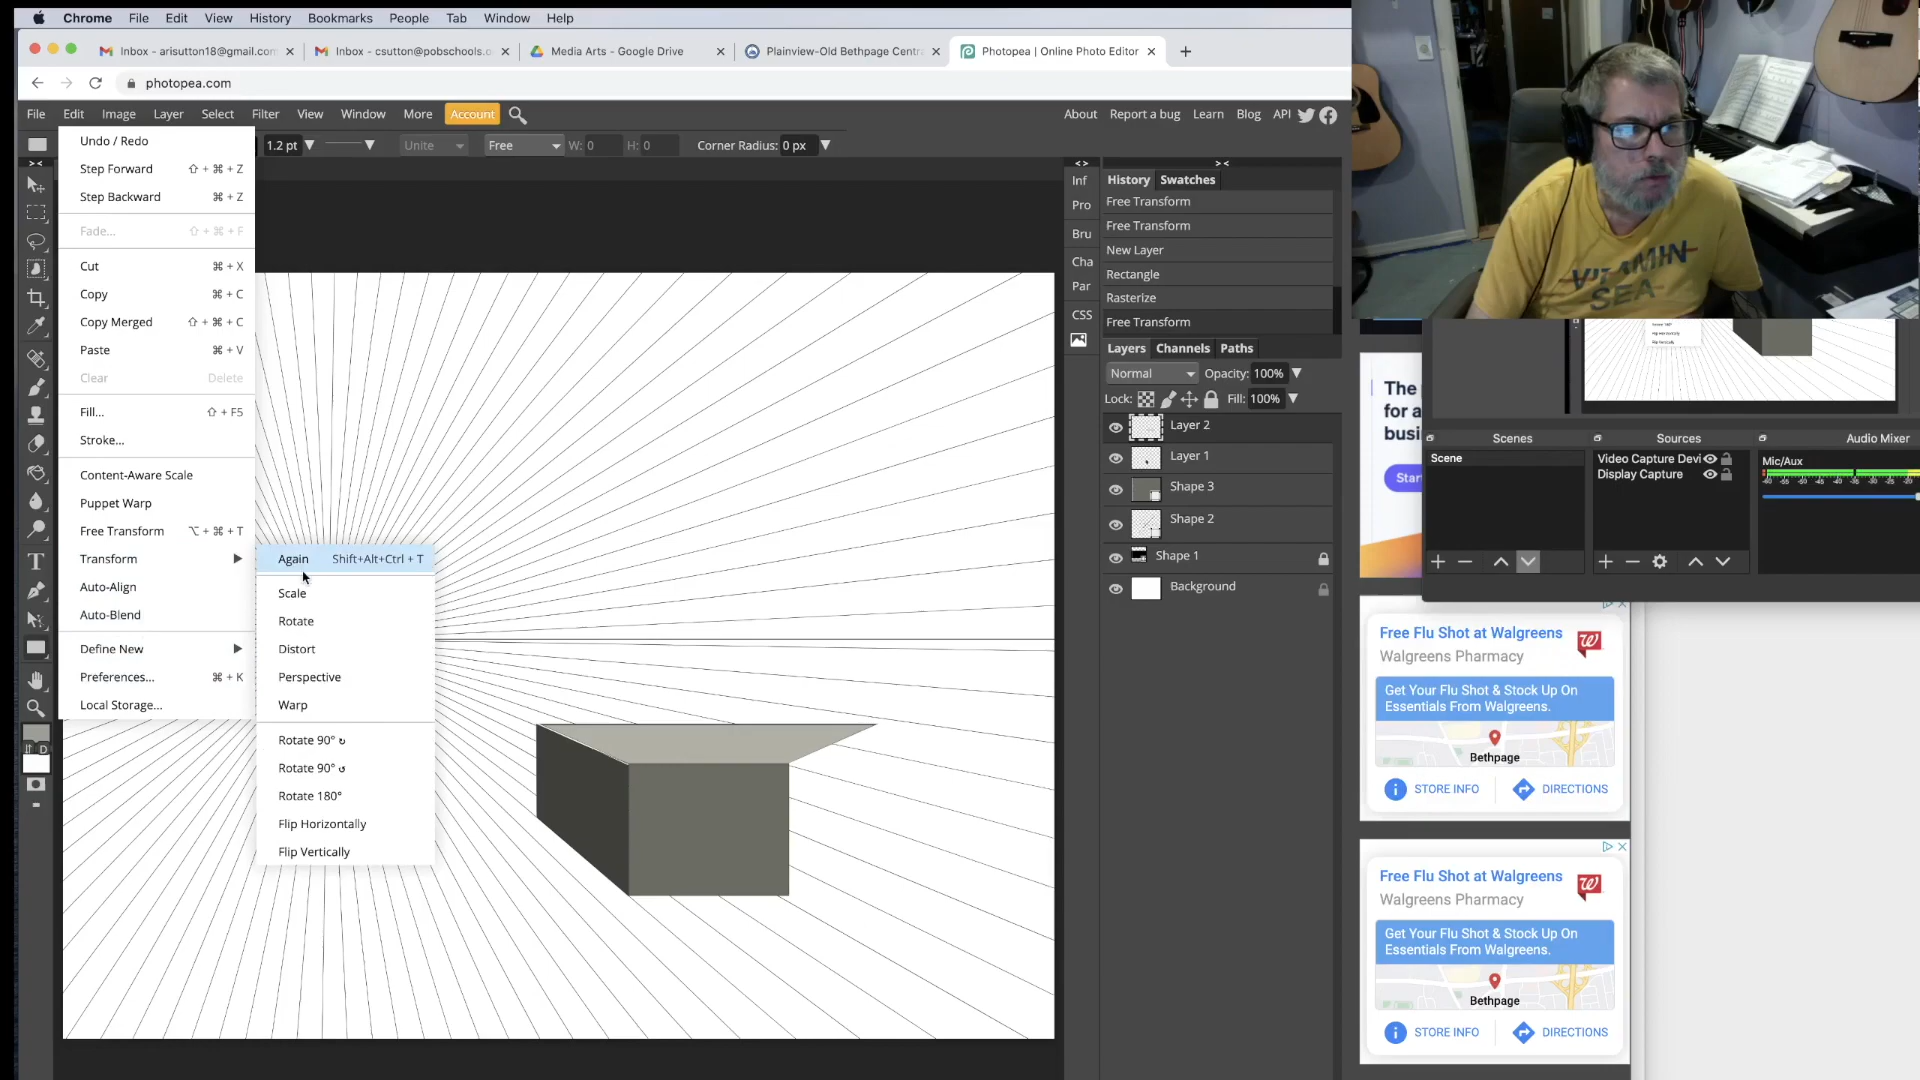 Chrome File Edit View History Bookmarks People Tab Window Help
Inbox - arisutton18@gmail.com
Inbox - csutton@pobschools.o
Media Arts - Google Drive
Plainview-Old Bethpage Centr
Photopea | Online Photo Editor
photopea.com
File Edit Image Layer Select Filter View Window More Account
About Report a bug Learn Blog API
1.2 pt Unite Free W: 0 H: 0 Corner Radius: 0 px
Undo / Redo
Step Forward ⇧ + ⌘ + Z
Step Backward ⌘ + Z
Fade... ⇧ + ⌘ + F
Cut ⌘ + X
Copy ⌘ + C
Copy Merged ⇧ + ⌘ + C
Paste ⌘ + V
Clear Delete
Fill... ⇧ + F5
Stroke...
Content-Aware Scale
Puppet Warp
Free Transform ⌥ + ⌘ + T
Transform
Auto-Align
Auto-Blend
Define New
Preferences... ⌘ + K
Local Storage...
Again Shift+Alt+Ctrl + T
Scale
Rotate
Distort
Perspective
Warp
Rotate 90° ↻
Rotate 90° ↺
Rotate 180°
Flip Horizontally
Flip Vertically
D
Inf
Pro
Bru
Cha
Par
CSS
History Swatches
Free Transform
Free Transform
New Layer
Rectangle
Rasterize
Free Transform
Layers Channels Paths
Normal Opacity: 100%
Lock: Fill: 100%
Layer 2
Layer 1
Shape 3
Shape 2
Shape 1
Background
VITAMIN
SEA
The
for a
busi
Star
Scenes Sources Audio Mixer
Scene
Video Capture Devi
Display Capture
Mic/Aux
Free Flu Shot at Walgreens
Walgreens Pharmacy
Get Your Flu Shot & Stock Up On
Essentials From Walgreens.
Bethpage
STORE INFO DIRECTIONS
Free Flu Shot at Walgreens
Walgreens Pharmacy
Get Your Flu Shot & Stock Up On
Essentials From Walgreens.
Bethpage
STORE INFO DIRECTIONS